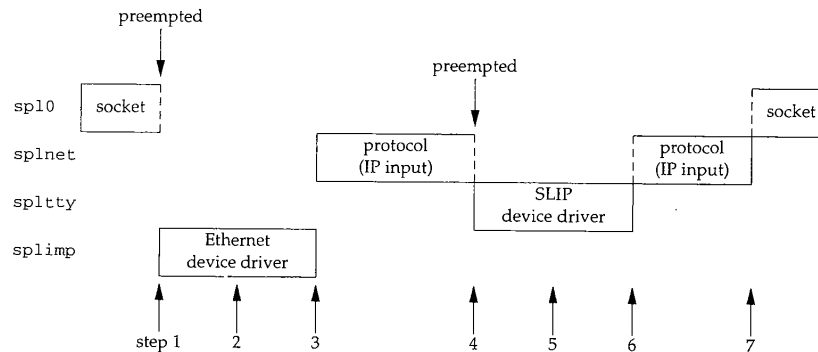 preempted
preempted
spl0
socket
socket
splnet
protocol
(IP input)
protocol
(IP input)
spltty
SLIP
device driver
splimp
Ethernet
device driver
step 1
2
3
4
5
6
7